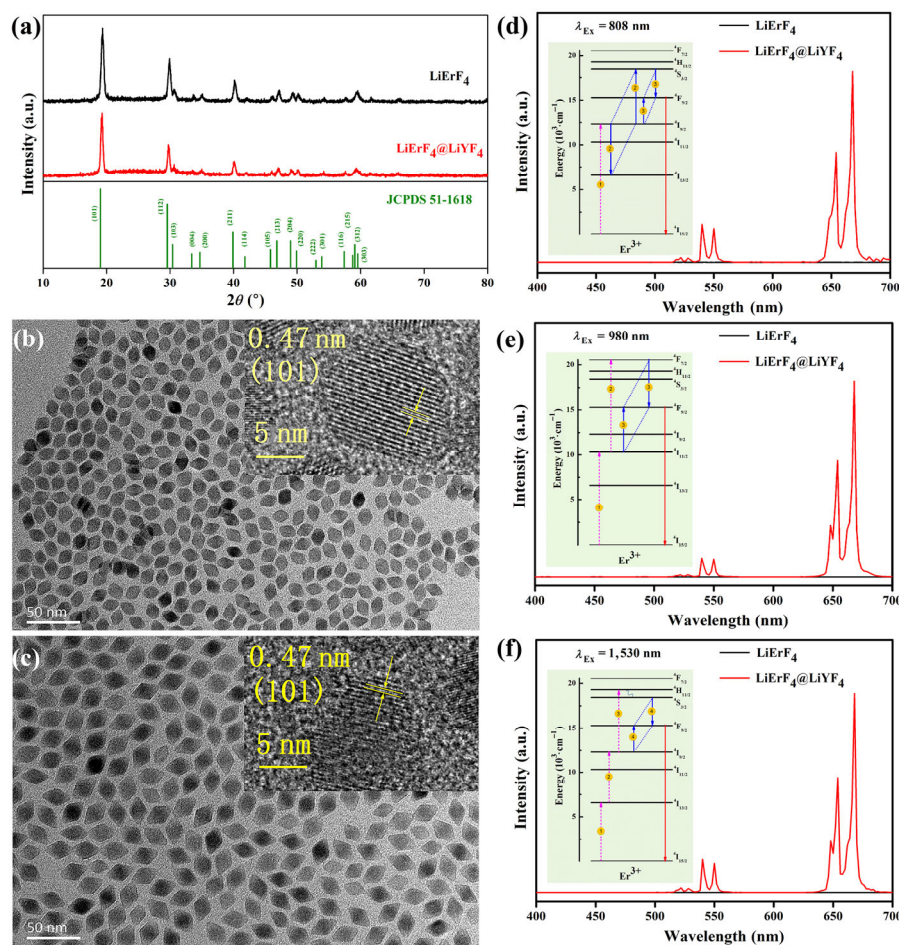 (a)
LiErF4
LiErF4@LiYF4
JCPDS 51-1618
(101)
(112)
(103)
(004)
(200)
(211)
(114)
(105)
(213)
(204)
(220)
(222)
(301)
(116)
(215)
(312)
(303)
Intensity (a.u.)
10 20 30 40 50 60 70 80
2θ (°)
(b)
0.47 nm
(101)
5 nm
50 nm
(c)
0.47 nm
(101)
5 nm
50 nm
(d)
λEx = 808 nm
LiErF4
LiErF4@LiYF4
Intensity (a.u.)
Energy (10³·cm⁻¹)
20
15
10
5
⁴F7/2
⁴H11/2
⁴S3/2
⁴F9/2
⁴I9/2
⁴I11/2
⁴I13/2
⁴I15/2
Er3+
400 450 500 550 600 650 700
Wavelength (nm)
(e)
λEx = 980 nm
LiErF4
LiErF4@LiYF4
Intensity (a.u.)
Energy (10³·cm⁻¹)
20
15
10
5
⁴F7/2
⁴H11/2
⁴S3/2
⁴F9/2
⁴I9/2
⁴I11/2
⁴I13/2
⁴I15/2
Er3+
400 450 500 550 600 650 700
Wavelength (nm)
(f)
λEx = 1,530 nm
LiErF4
LiErF4@LiYF4
Intensity (a.u.)
Energy (10³·cm⁻¹)
20
15
10
5
⁴F7/2
⁴H11/2
⁴S3/2
⁴F9/2
⁴I9/2
⁴I11/2
⁴I13/2
⁴I15/2
Er3+
400 450 500 550 600 650 700
Wavelength (nm)